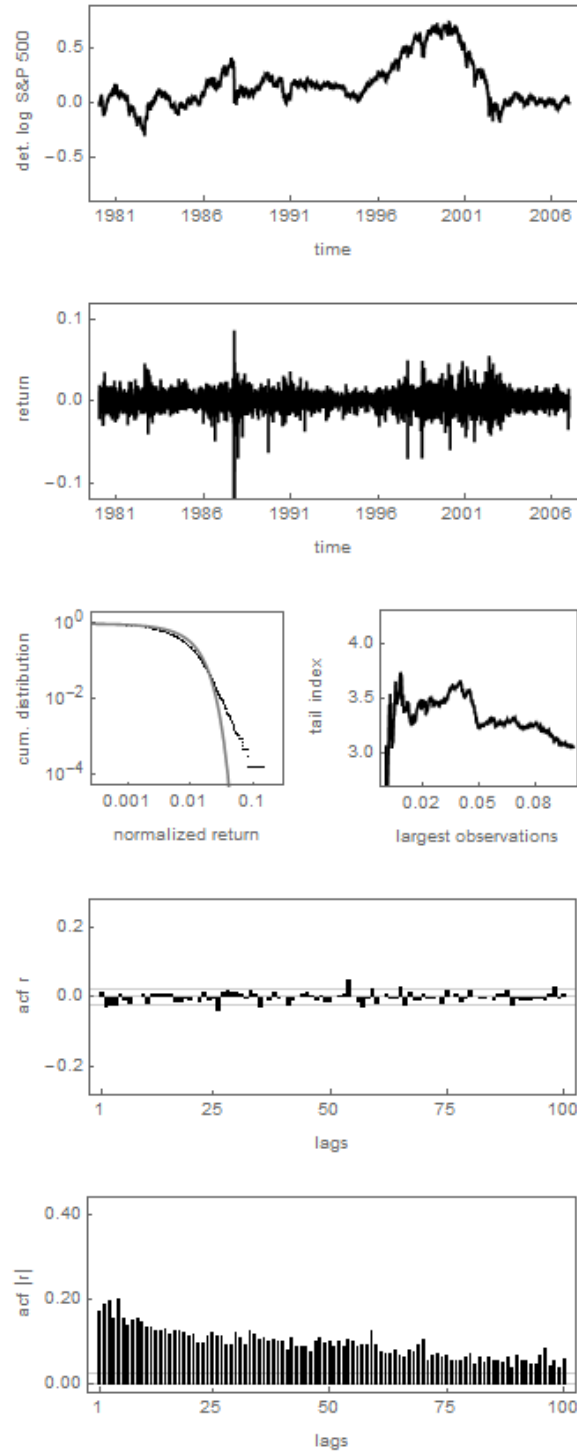 det. log S&P 500
0.5
0.0
−0.5
1981 1986 1991 1996 2001 2006
time
return
0.1
0.0
−0.1
1981 1986 1991 1996 2001 2006
time
cum. distribution
10^0
10^−2
10^−4
0.001 0.01 0.1
normalized return
tail index
4.0
3.5
3.0
0.02 0.05 0.08
largest observations
acf r
0.2
0.0
−0.2
1 25 50 75 100
lags
acf |r|
0.40
0.20
0.00
1 25 50 75 100
lags